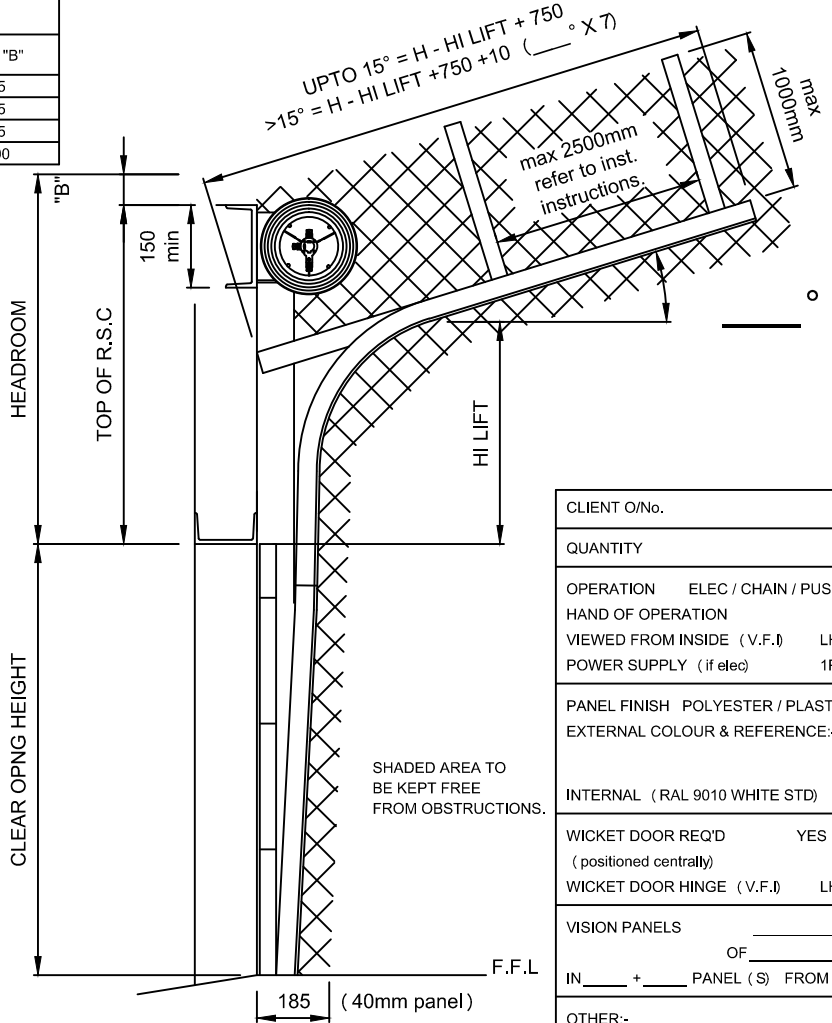 "B"
UPTO 15° = H - HI LIFT + 750
>15° = H - HI LIFT +750 +10 (___° X 7)
max
1000mm
max 2500mm
refer to inst.
instructions.
"B"
150
min
HEADROOM
TOP OF R.S.C
HI LIFT
°
CLEAR OPNG HEIGHT
SHADED AREA TO
BE KEPT FREE
FROM OBSTRUCTIONS.
F.F.L
185 (40mm panel)
CLIENT O/No.
QUANTITY
OPERATION ELEC / CHAIN / PUS
HAND OF OPERATION
VIEWED FROM INSIDE (V.F.I)
POWER SUPPLY (if elec)
PANEL FINISH POLYESTER / PLAST
EXTERNAL COLOUR & REFERENCE:-
INTERNAL (RAL 9010 WHITE STD)
WICKET DOOR REQ'D YES
(positioned centrally)
WICKET DOOR HINGE (V.F.I)
VISION PANELS
OF
IN____ + ____ PANEL (S) FROM
OTHER:-